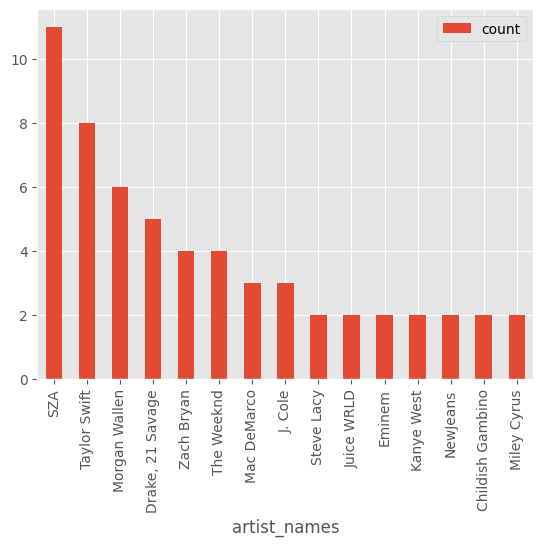 count
10
8
6
4
2
0
SZA
Taylor Swift
Morgan Wallen
Drake, 21 Savage
Zach Bryan
The Weeknd
Mac DeMarco
J. Cole
Steve Lacy
Juice WRLD
Eminem
Kanye West
NewJeans
Childish Gambino
Miley Cyrus
artist_names